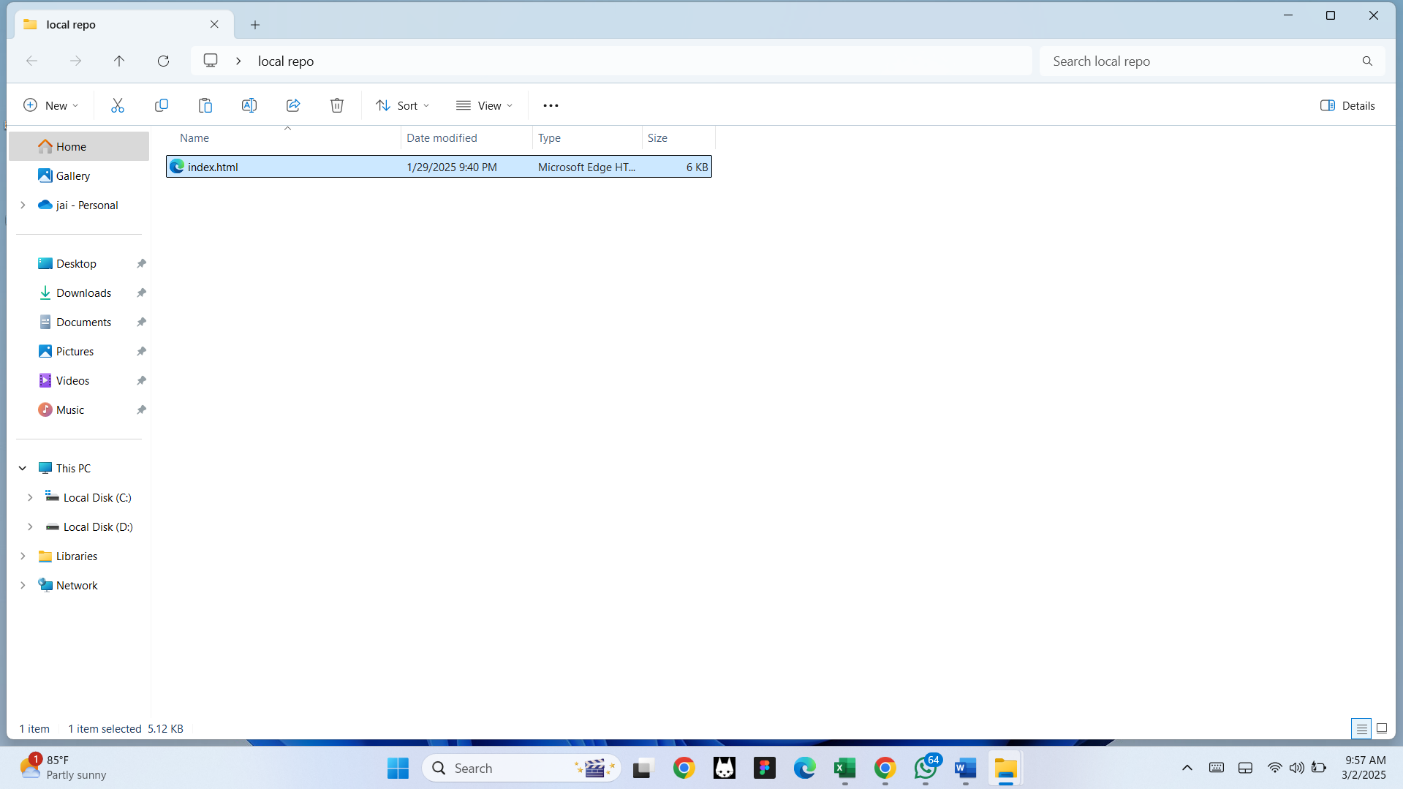 local repo
local repo
Search local repo
New
Sort
View
Details
Name Date modified Type Size
index.html 1/29/2025 9:40 PM Microsoft Edge HT... 6 KB
Home
Gallery
jai - Personal
Desktop
Downloads
Documents
Pictures
Videos
Music
This PC
Local Disk (C:)
Local Disk (D:)
Libraries
Network
1 item 1 item selected 5.12 KB
1
85°F
Partly sunny
Search
64
9:57 AM
3/2/2025